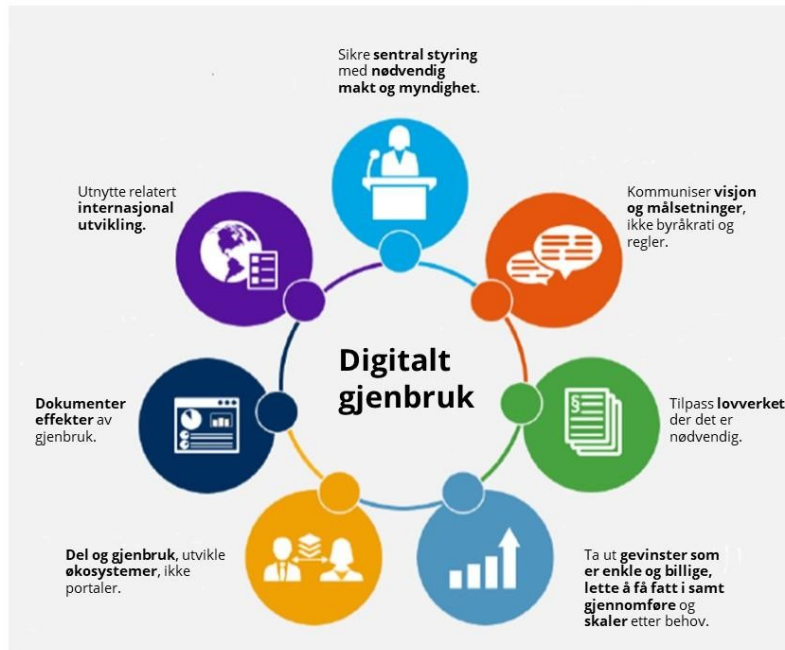 Sikre sentral styring
med nødvendig
makt og myndighet.
Utnytte relatert
internasjonal
utvikling.
Kommuniser visjon
og målsetninger,
ikke byråkrati og
regler.
Digitalt
gjenbruk
Dokumenter
effekter av
gjenbruk.
§
Tilpass lovverket
der det er
nødvendig.
Del og gjenbruk, utvikle
økosystemer, ikke
portaler.
Ta ut gevinster som
er enkle og billige,
lette å få fatt i samt
gjennomføre og
skaler etter behov.